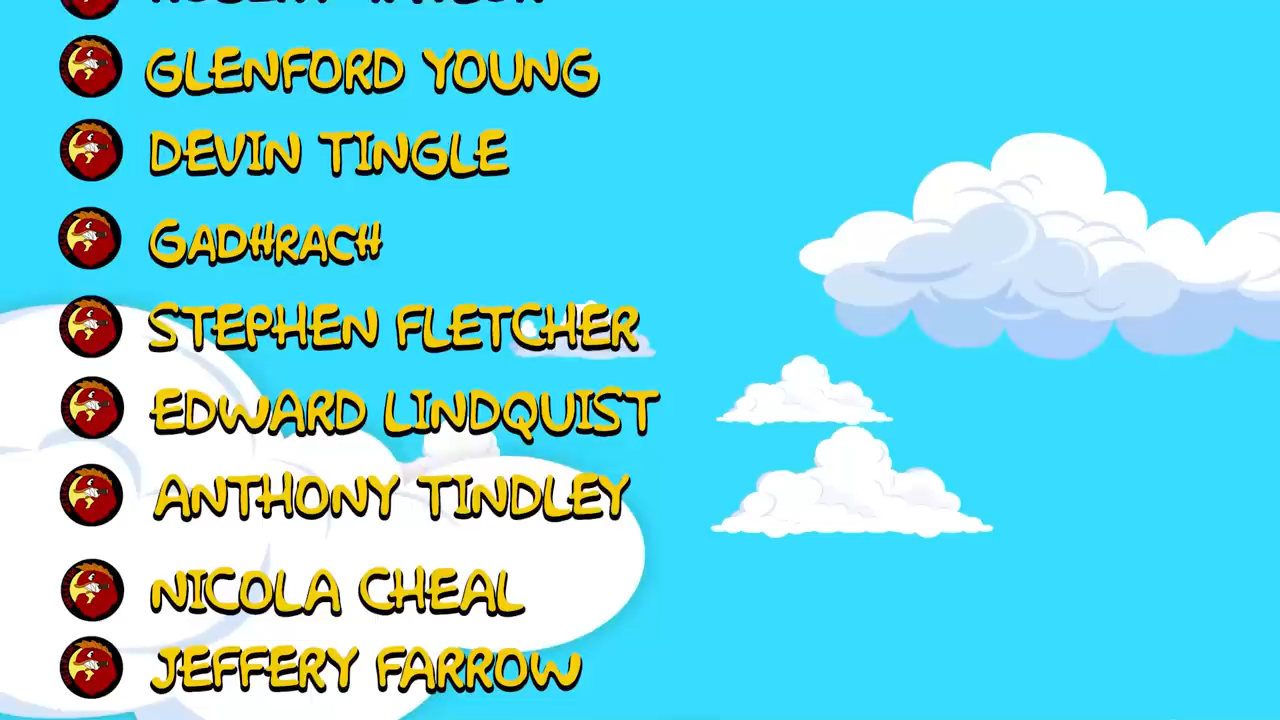 GLENFORD YOUNG
DEVIN TINGLE
GADHRACH
STEPHEN FLETCHER
EDWARD LINDQUIST
ANTHONY TINDLEY
NICOLA CHEAL
JEFFERY FARROW